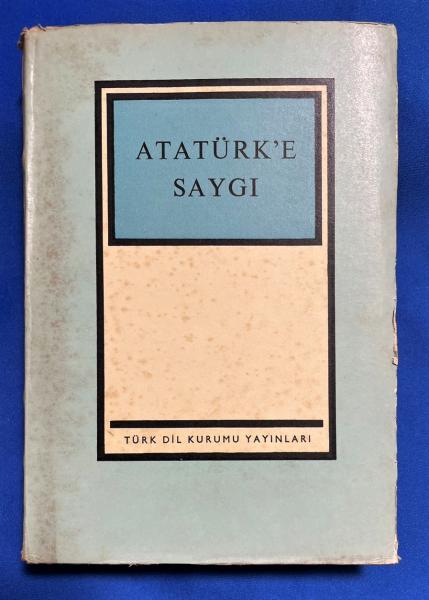 ATATÜRK'E
SAYGI
TÜRK DİL KURUMU YAYINLARI